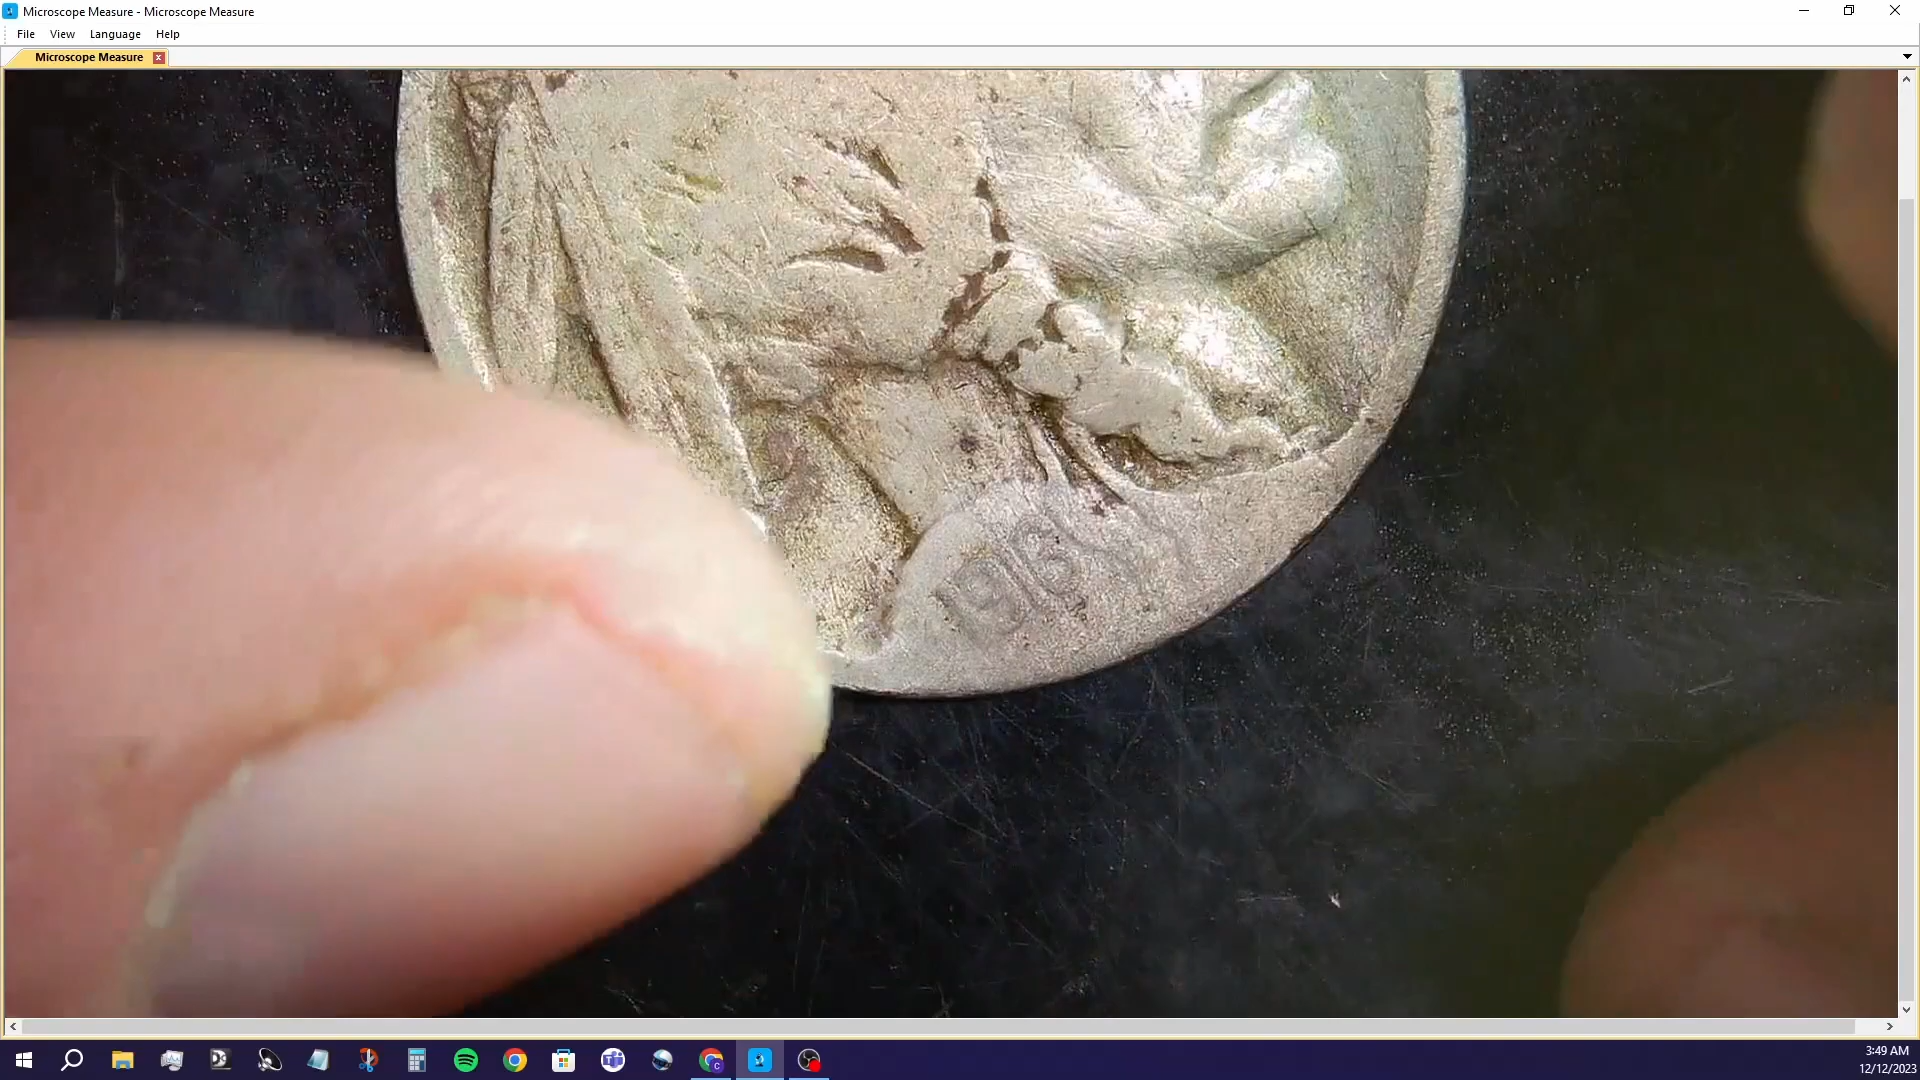 Microscope Measure - Microscope Measure
File View Language Help
Microscope Measure
1916
3:49 AM
12/12/2023